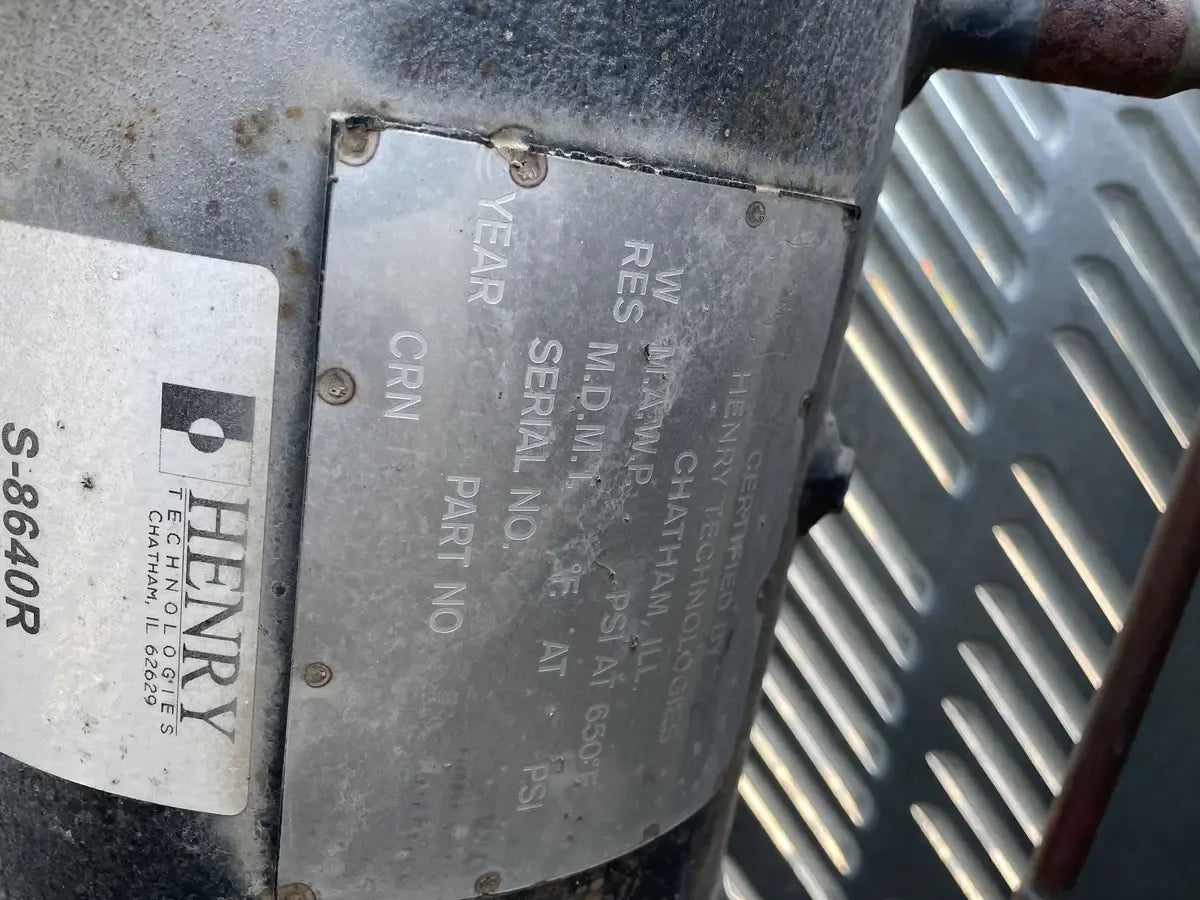 CERTIFIED BY
HENRY TECHNOLOGIES
CHATHAM, ILL.
W M.A.W.P. PSI AT 650°F
RES M.D.M.T. °F AT PSI
SERIAL NO.
YEAR PART NO
CRN
HENRY
TECHNOLOGIES
CHATHAM, IL 62629
S-8640R